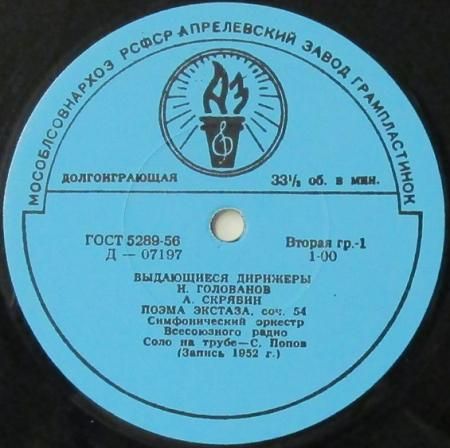 МОСОБЛСОВНАРХОЗ РСФСР АПРЕЛЕВСКИЙ ЗАВОД ГРАМПЛАСТИНОК
АЗ
ДОЛГОИГРАЮЩАЯ 33⅓ об. в мин.
ГОСТ 5289-56 Вторая гр.-1
Д — 07197 1-00
ВЫДАЮЩИЕСЯ ДИРИЖЕРЫ
Н. ГОЛОВАНОВ
А. СКРЯБИН
ПОЭМА ЭКСТАЗА, соч. 54
Симфонический оркестр
Всесоюзного радио
Соло на трубе—С. Попов
(Запись 1952 г.)